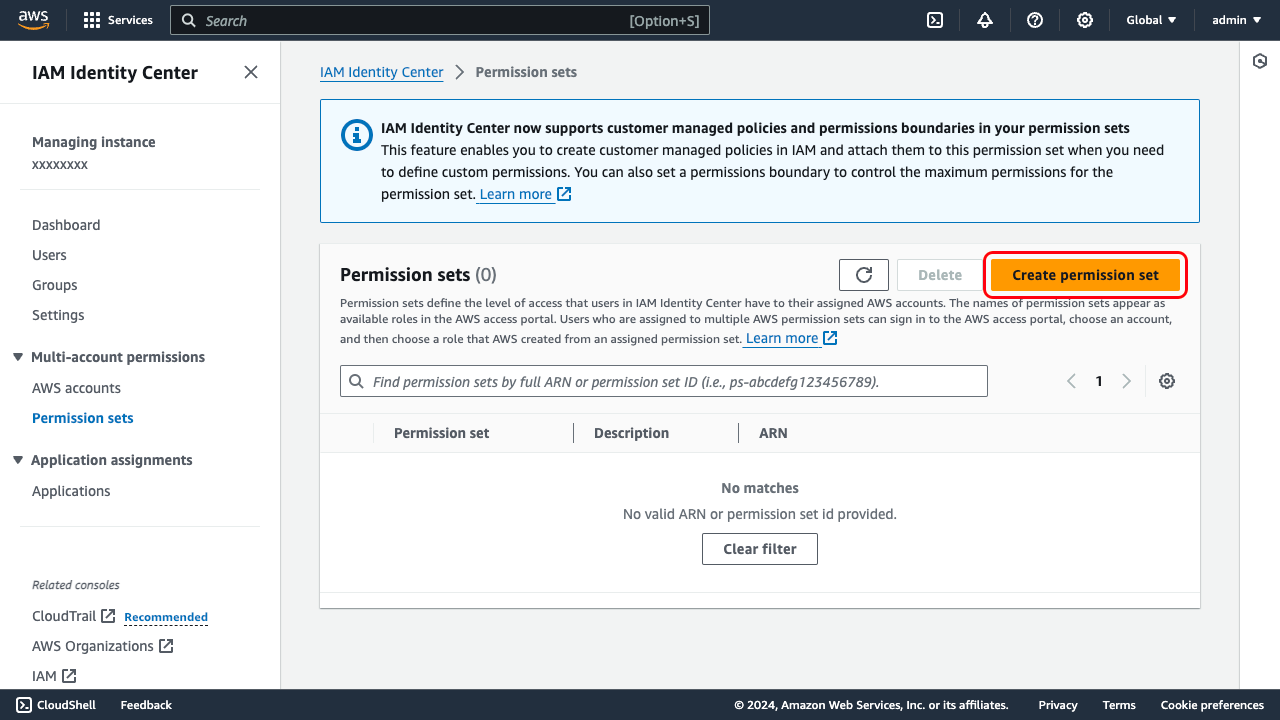 aws
Services
Search
[Option+S]
Global
admin
IAM Identity Center
Managing instance
xxxxxxxx
Dashboard
Users
Groups
Settings
Multi-account permissions
AWS accounts
Permission sets
Application assignments
Applications
Related consoles
CloudTrail
Recommended
AWS Organizations
IAM
IAM Identity Center
Permission sets
IAM Identity Center now supports customer managed policies and permissions boundaries in your permission sets
This feature enables you to create customer managed policies in IAM and attach them to this permission set when you need
to define custom permissions. You can also set a permissions boundary to control the maximum permissions for the
permission set. Learn more
Permission sets (0)
Delete
Create permission set
Permission sets define the level of access that users in IAM Identity Center have to their assigned AWS accounts. The names of permission sets appear as
available roles in the AWS access portal. Users who are assigned to multiple AWS permission sets can sign in to the AWS access portal, choose an account,
and then choose a role that AWS created from an assigned permission set. Learn more
Find permission sets by full ARN or permission set ID (i.e., ps-abcdefg123456789).
1
Permission set
Description
ARN
No matches
No valid ARN or permission set id provided.
Clear filter
CloudShell
Feedback
© 2024, Amazon Web Services, Inc. or its affiliates.
Privacy
Terms
Cookie preferences